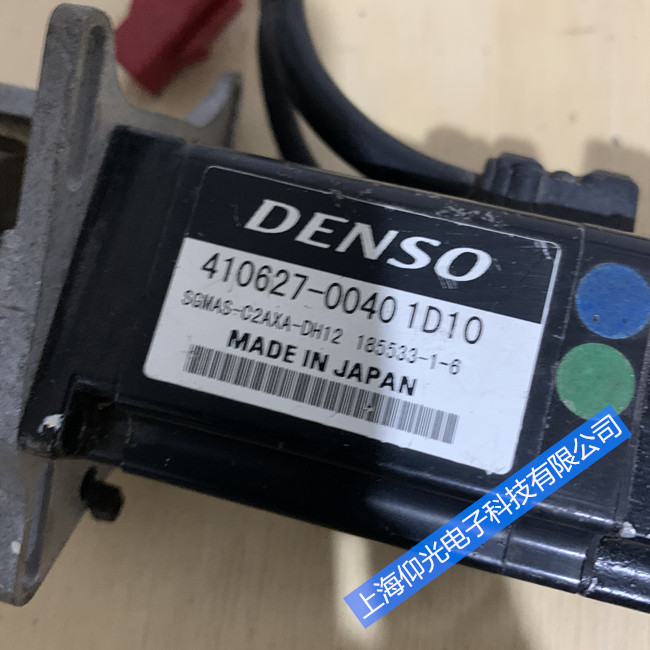 DENSO
410627-0040 1D10
SGMAS-C2AXA-DH12 185533-1-6
MADE IN JAPAN
上海仰光电子科技有限公司